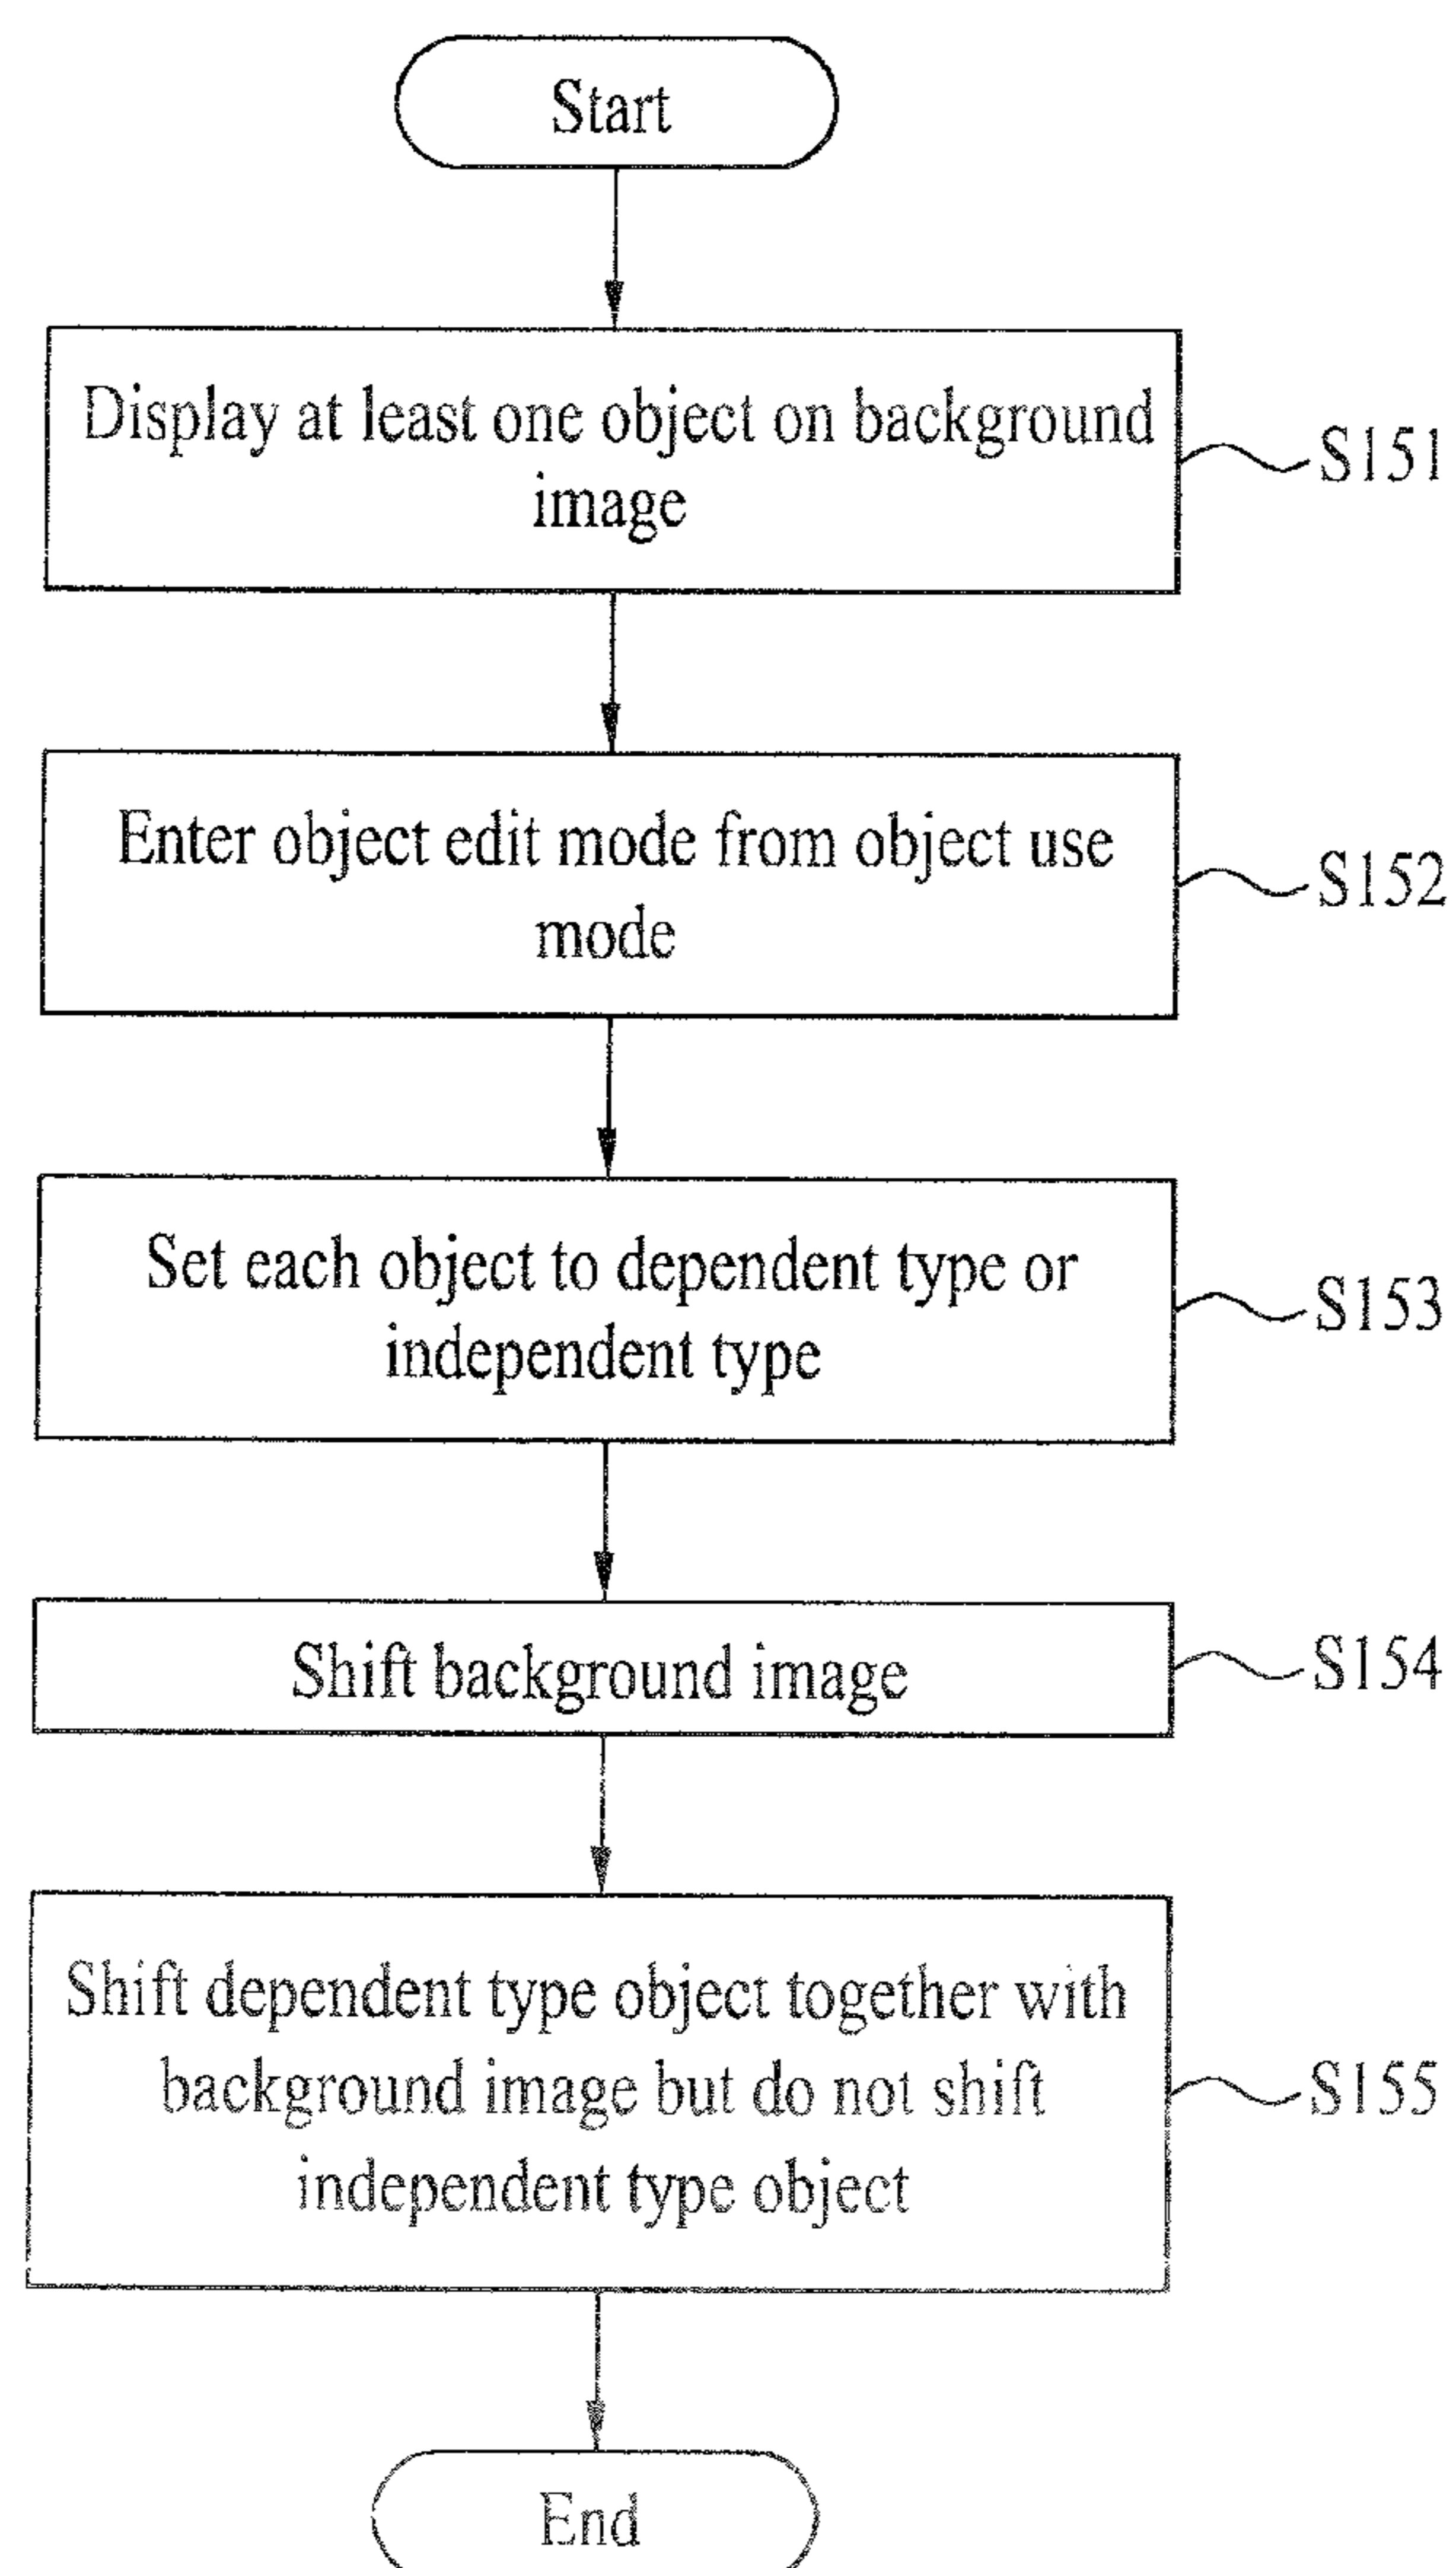 Start
Display at least one object on background
image
S151
Enter object edit mode from object use
mode
S152
Set each object to dependent type or
independent type
S153
Shift background image
S154
Shift dependent type object together with
background image but do not shift
independent type object
S155
End